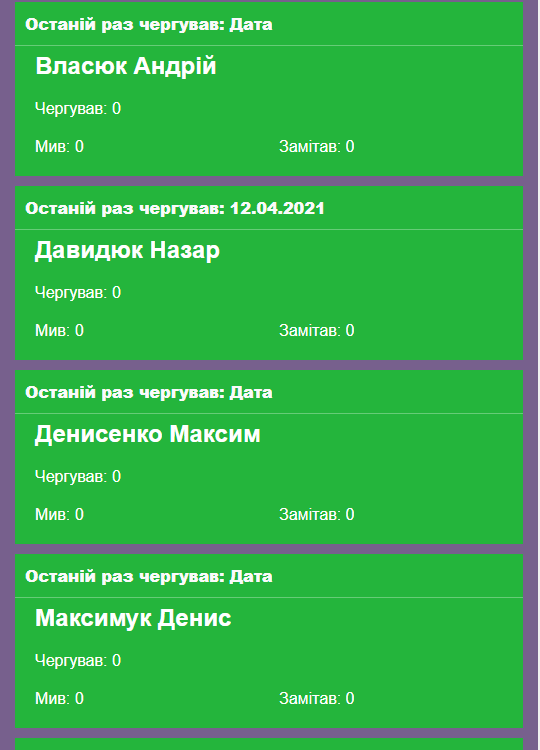 Останій раз чергував: Дата
Власюк Андрій
Чергував: 0
Мив: 0 Замітав: 0
Останій раз чергував: 12.04.2021
Давидюк Назар
Чергував: 0
Мив: 0 Замітав: 0
Останій раз чергував: Дата
Денисенко Максим
Чергував: 0
Мив: 0 Замітав: 0
Останій раз чергував: Дата
Максимук Денис
Чергував: 0
Мив: 0 Замітав: 0